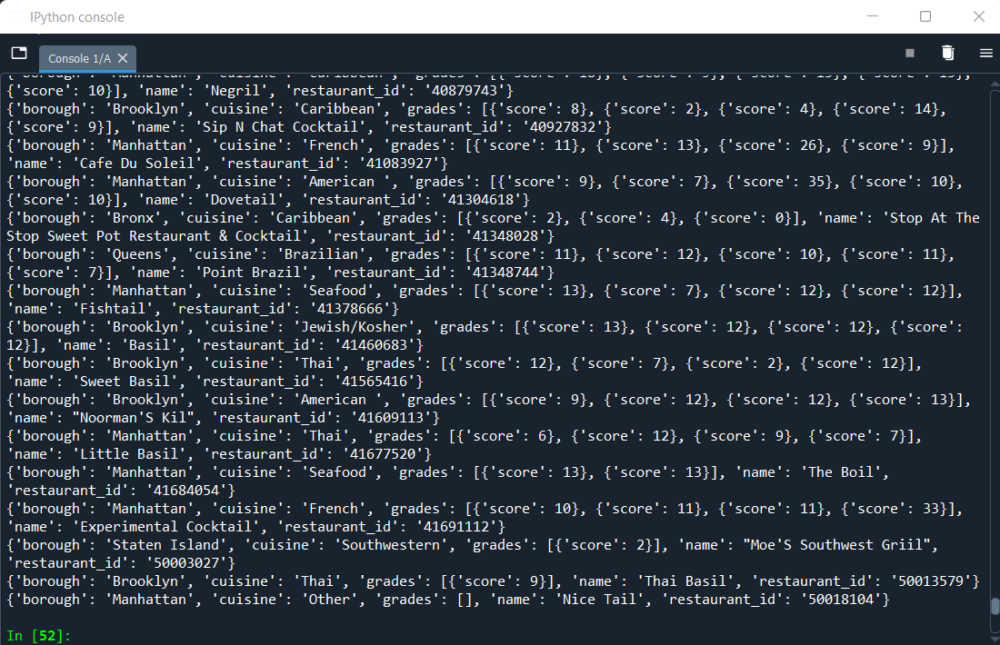 IPython console
Console 1/A
{'borough': 'Manhattan', 'cuisine': 'Caribbean', 'grades': [{'score': 10}, {'score': 9}, {'score': 13}, {'score': 13},
{'score': 10}], 'name': 'Negril', 'restaurant_id': '40879743'}
{'borough': 'Brooklyn', 'cuisine': 'Caribbean', 'grades': [{'score': 8}, {'score': 2}, {'score': 4}, {'score': 14},
{'score': 9}], 'name': 'Sip N Chat Cocktail', 'restaurant_id': '40927832'}
{'borough': 'Manhattan', 'cuisine': 'French', 'grades': [{'score': 11}, {'score': 13}, {'score': 26}, {'score': 9}],
'name': 'Cafe Du Soleil', 'restaurant_id': '41083927'}
{'borough': 'Manhattan', 'cuisine': 'American ', 'grades': [{'score': 9}, {'score': 7}, {'score': 35}, {'score': 10},
{'score': 10}], 'name': 'Dovetail', 'restaurant_id': '41304618'}
{'borough': 'Bronx', 'cuisine': 'Caribbean', 'grades': [{'score': 2}, {'score': 4}, {'score': 0}], 'name': 'Stop At The
Stop Sweet Pot Restaurant & Cocktail', 'restaurant_id': '41348028'}
{'borough': 'Queens', 'cuisine': 'Brazilian', 'grades': [{'score': 11}, {'score': 12}, {'score': 10}, {'score': 11},
{'score': 7}], 'name': 'Point Brazil', 'restaurant_id': '41348744'}
{'borough': 'Manhattan', 'cuisine': 'Seafood', 'grades': [{'score': 13}, {'score': 7}, {'score': 12}, {'score': 12}],
'name': 'Fishtail', 'restaurant_id': '41378666'}
{'borough': 'Brooklyn', 'cuisine': 'Jewish/Kosher', 'grades': [{'score': 13}, {'score': 12}, {'score': 12}, {'score':
12}], 'name': 'Basil', 'restaurant_id': '41460683'}
{'borough': 'Brooklyn', 'cuisine': 'Thai', 'grades': [{'score': 12}, {'score': 7}, {'score': 2}, {'score': 12}],
'name': 'Sweet Basil', 'restaurant_id': '41565416'}
{'borough': 'Brooklyn', 'cuisine': 'American ', 'grades': [{'score': 9}, {'score': 12}, {'score': 12}, {'score': 13}],
'name': "Noorman'S Kil", 'restaurant_id': '41609113'}
{'borough': 'Manhattan', 'cuisine': 'Thai', 'grades': [{'score': 6}, {'score': 12}, {'score': 9}, {'score': 7}],
'name': 'Little Basil', 'restaurant_id': '41677520'}
{'borough': 'Manhattan', 'cuisine': 'Seafood', 'grades': [{'score': 13}, {'score': 13}], 'name': 'The Boil',
'restaurant_id': '41684054'}
{'borough': 'Manhattan', 'cuisine': 'French', 'grades': [{'score': 10}, {'score': 11}, {'score': 11}, {'score': 33}],
'name': 'Experimental Cocktail', 'restaurant_id': '41691112'}
{'borough': 'Staten Island', 'cuisine': 'Southwestern', 'grades': [{'score': 2}], 'name': "Moe'S Southwest Griil",
'restaurant_id': '50003027'}
{'borough': 'Brooklyn', 'cuisine': 'Thai', 'grades': [{'score': 9}], 'name': 'Thai Basil', 'restaurant_id': '50013579'}
{'borough': 'Manhattan', 'cuisine': 'Other', 'grades': [], 'name': 'Nice Tail', 'restaurant_id': '50018104'}
In [52]: